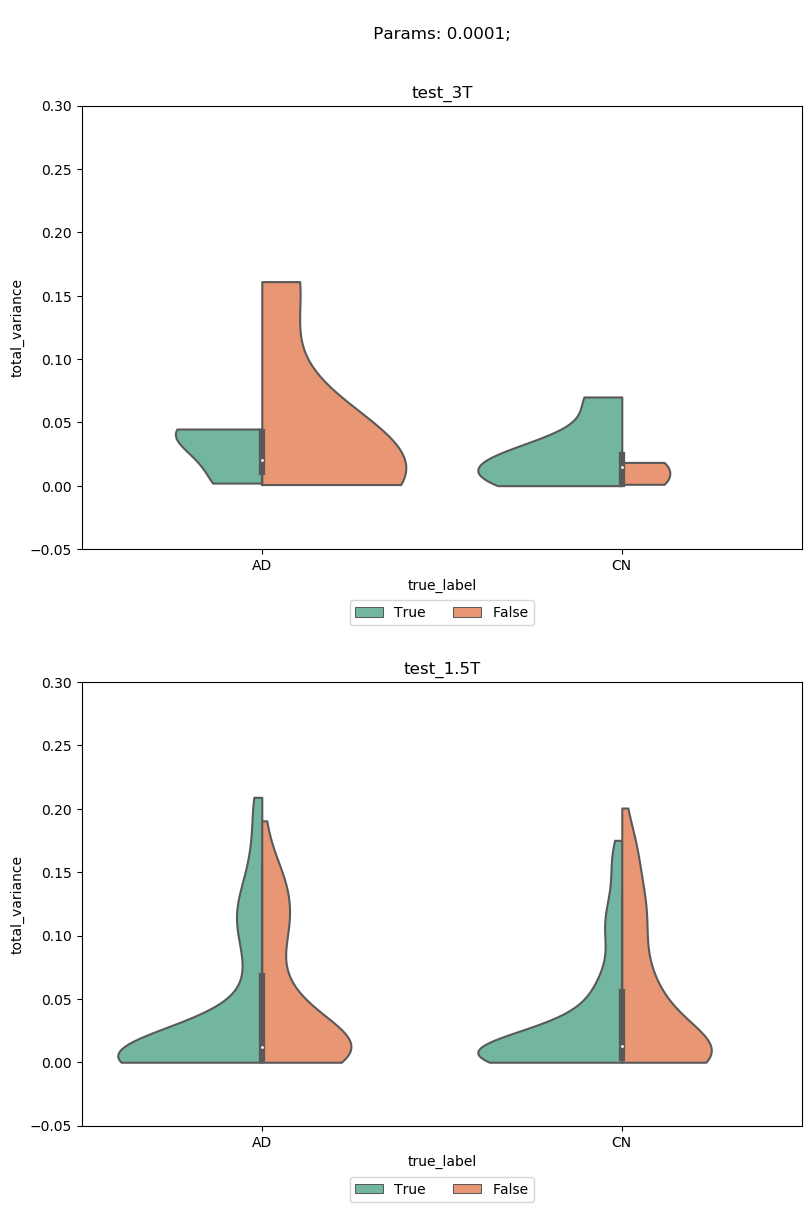 Params: 0.0001;
test_3T
0.30
0.25
0.20
0.15
0.10
0.05
0.00
−0.05
total_variance
AD
CN
true_label
True
False
test_1.5T
0.30
0.25
0.20
0.15
0.10
0.05
0.00
−0.05
total_variance
AD
CN
true_label
True
False